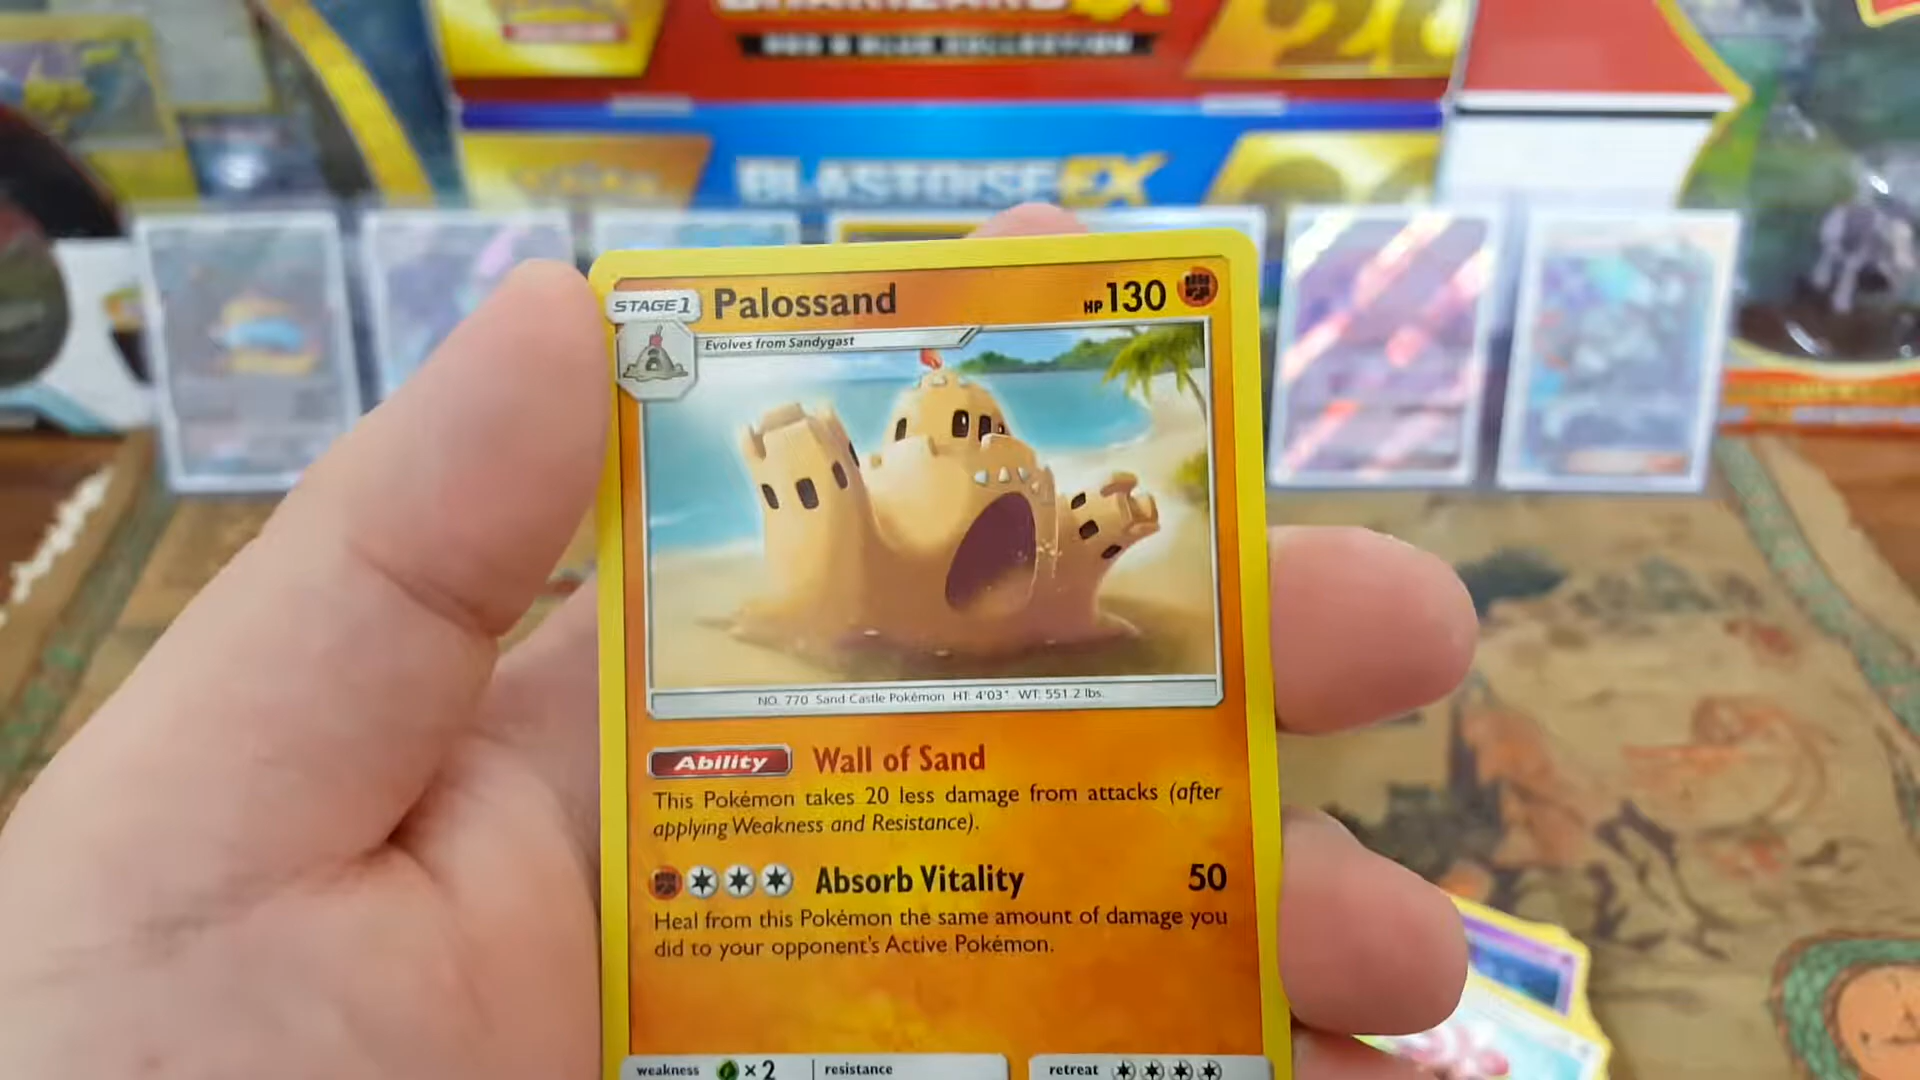 BLASTOISE EX
STAGE 1 Palossand HP 130
Evolves from Sandygast
NO. 770 Sand Castle Pokémon HT: 4'03" WT: 551.2 lbs.
Ability Wall of Sand
This Pokémon takes 20 less damage from attacks (after
applying Weakness and Resistance).
Absorb Vitality 50
Heal from this Pokémon the same amount of damage you
did to your opponent's Active Pokémon.
weakness ×2 resistance retreat